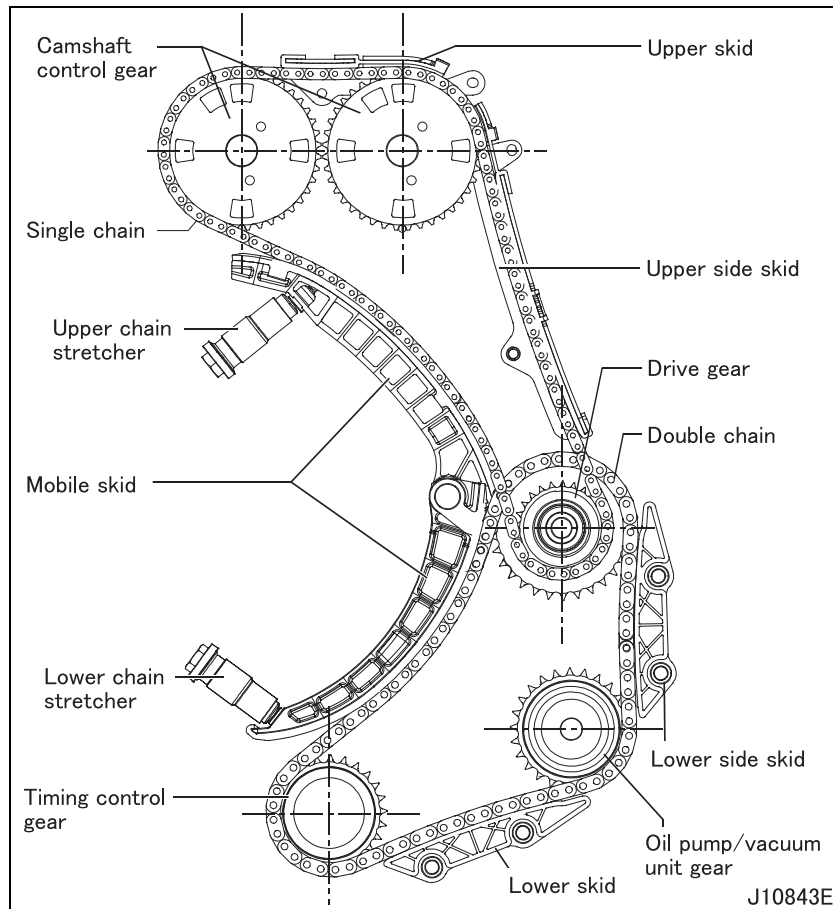 Camshaft
control gear
Upper skid
Single chain
Upper side skid
Upper chain
stretcher
Drive gear
Double chain
Mobile skid
Lower chain
stretcher
Lower side skid
Timing control
gear
Oil pump/vacuum
unit gear
Lower skid
J10843E